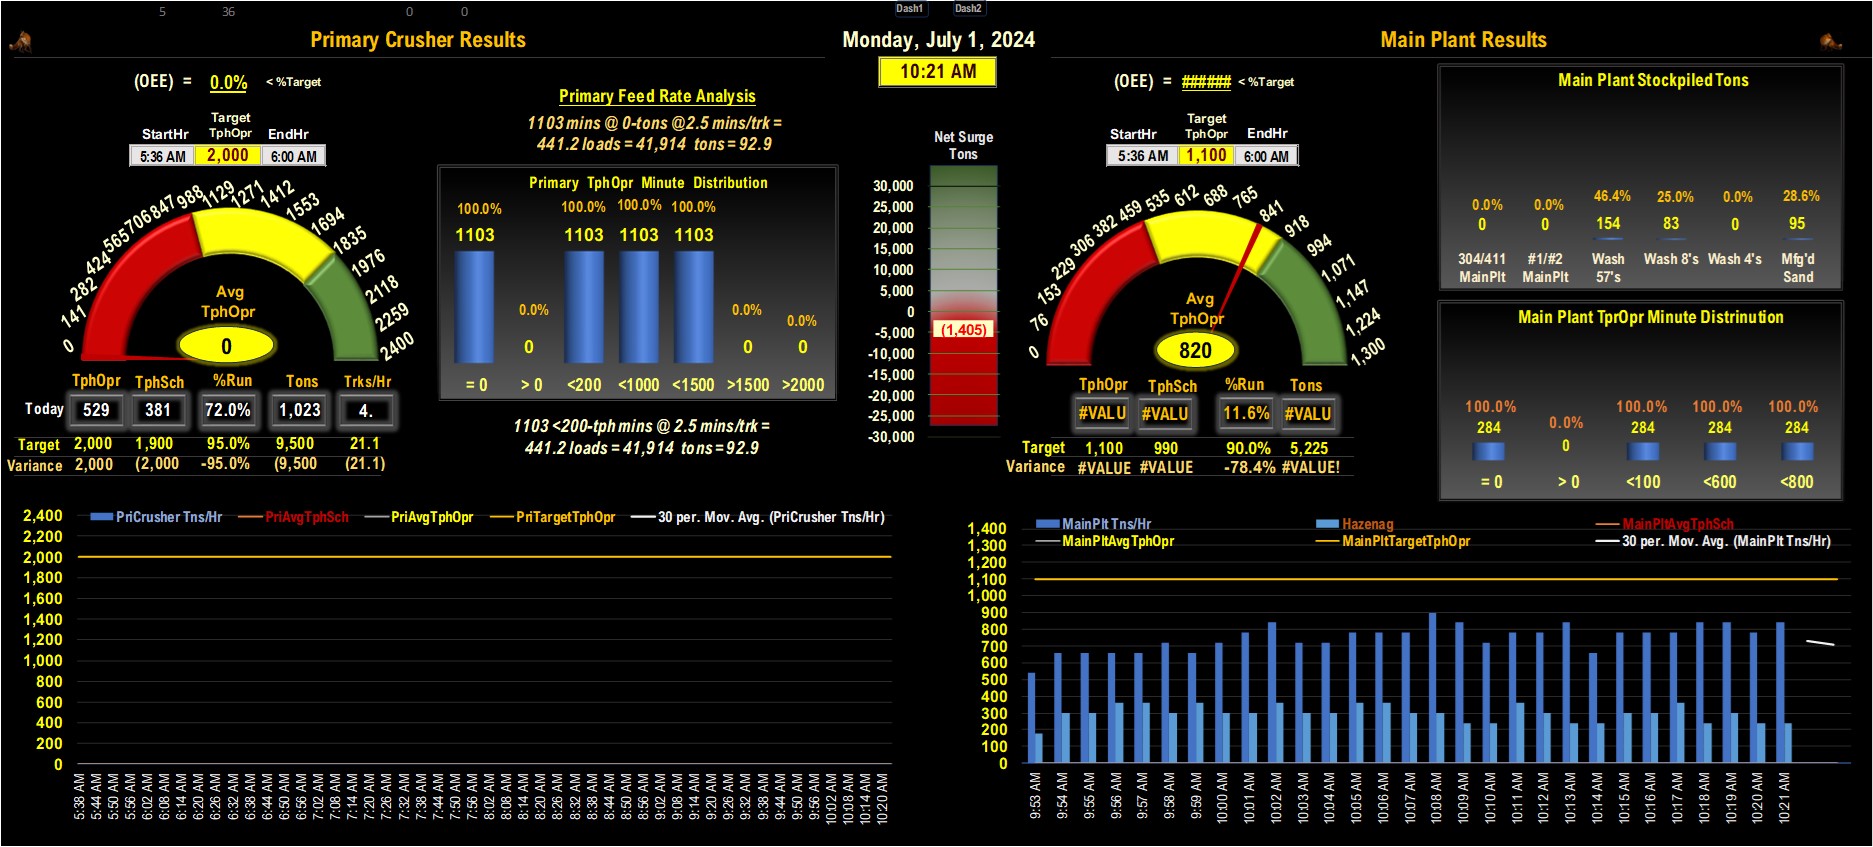 5 36 0 0 Dash1 Dash2
Primary Crusher Results
Monday, July 1, 2024
Main Plant Results
10:21 AM
(OEE) = 0.0% < %Target
StartHr Target TphOpr EndHr
5:36 AM 2,000 6:00 AM
0 141 282 424 565 706 847 988 1129 1271 1412 1553 1694 1835 1976 2118 2259 2400
Avg
TphOpr
0
TphOpr TphSch %Run Tons Trks/Hr
Today 529 381 72.0% 1,023 4.
Target 2,000 1,900 95.0% 9,500 21.1
Variance 2,000 (2,000 -95.0% (9,500 (21.1)
Primary Feed Rate Analysis
1103 mins @ 0-tons @2.5 mins/trk =
441.2 loads = 41,914 tons = 92.9
Primary TphOpr Minute Distribution
100.0% 0.0% 100.0% 100.0% 100.0% 0.0% 0.0%
1103 0 1103 1103 1103 0 0
= 0 > 0 <200 <1000 <1500 >1500 >2000
1103 <200-tph mins @ 2.5 mins/trk =
441.2 loads = 41,914 tons = 92.9
Net Surge
Tons
30,000
25,000
20,000
15,000
10,000
5,000
0
-5,000
-10,000
-15,000
-20,000
-25,000
-30,000
(1,405)
(OEE) = ###### < %Target
StartHr Target TphOpr EndHr
5:36 AM 1,100 6:00 AM
0 76 153 229 306 382 459 535 612 688 765 841 918 994 1,071 1,147 1,224 1,300
Avg
TphOpr
820
TphOpr TphSch %Run Tons
#VALU #VALU 11.6% #VALU
Target 1,100 990 90.0% 5,225
Variance #VALUE #VALUE -78.4% #VALUE!
Main Plant Stockpiled Tons
0.0% 0.0% 46.4% 25.0% 0.0% 28.6%
0 0 154 83 0 95
304/411 #1/#2 Wash Wash 8's Wash 4's Mfg'd
MainPlt MainPlt 57's Sand
Main Plant TprOpr Minute Distrinution
100.0% 0.0% 100.0% 100.0% 100.0%
284 0 284 284 284
= 0 > 0 <100 <600 <800
PriCrusher Tns/Hr PriAvgTphSch PriAvgTphOpr PriTargetTphOpr 30 per. Mov. Avg. (PriCrusher Tns/Hr)
2,400
2,200
2,000
1,800
1,600
1,400
1,200
1,000
800
600
400
200
0
5:38 AM 5:44 AM 5:50 AM 5:56 AM 6:02 AM 6:08 AM 6:14 AM 6:20 AM 6:26 AM 6:32 AM 6:38 AM 6:44 AM 6:50 AM 6:56 AM 7:02 AM 7:08 AM 7:14 AM 7:20 AM 7:26 AM 7:32 AM 7:38 AM 7:44 AM 7:50 AM 7:56 AM 8:02 AM 8:08 AM 8:14 AM 8:20 AM 8:26 AM 8:32 AM 8:38 AM 8:44 AM 8:50 AM 8:56 AM 9:02 AM 9:08 AM 9:14 AM 9:20 AM 9:26 AM 9:32 AM 9:38 AM 9:44 AM 9:50 AM 9:56 AM 10:02 AM 10:08 AM 10:14 AM 10:20 AM
MainPlt Tns/Hr Hazenag MainPltAvgTphSch
MainPltAvgTphOpr MainPltTargetTphOpr 30 per. Mov. Avg. (MainPlt Tns/Hr)
1,400
1,300
1,200
1,100
1,000
900
800
700
600
500
400
300
200
100
0
9:53 AM 9:54 AM 9:55 AM 9:56 AM 9:57 AM 9:58 AM 9:59 AM 10:00 AM 10:01 AM 10:02 AM 10:03 AM 10:04 AM 10:05 AM 10:06 AM 10:07 AM 10:08 AM 10:09 AM 10:10 AM 10:11 AM 10:12 AM 10:13 AM 10:14 AM 10:15 AM 10:16 AM 10:17 AM 10:18 AM 10:19 AM 10:20 AM 10:21 AM